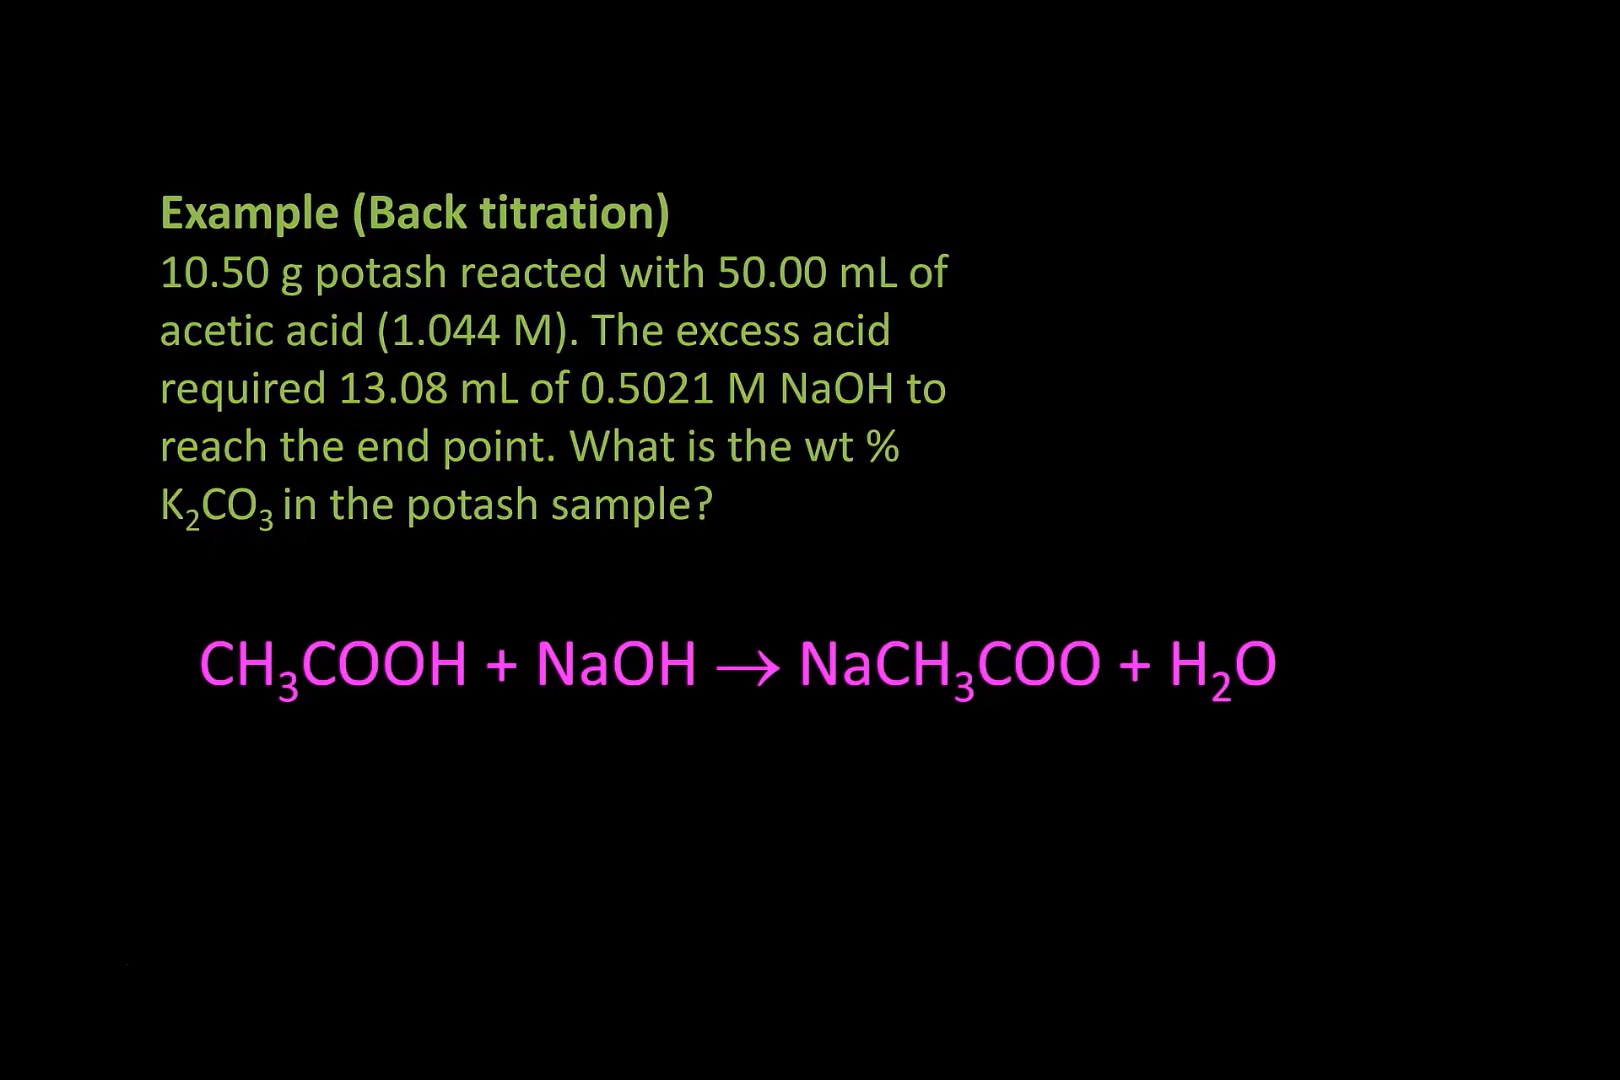 Example (Back titration)
10.50 g potash reacted with 50.00 mL of
acetic acid (1.044 M). The excess acid
required 13.08 mL of 0.5021 M NaOH to
reach the end point. What is the wt %
K₂CO₃ in the potash sample?
CH₃COOH + NaOH → NaCH₃COO + H₂O